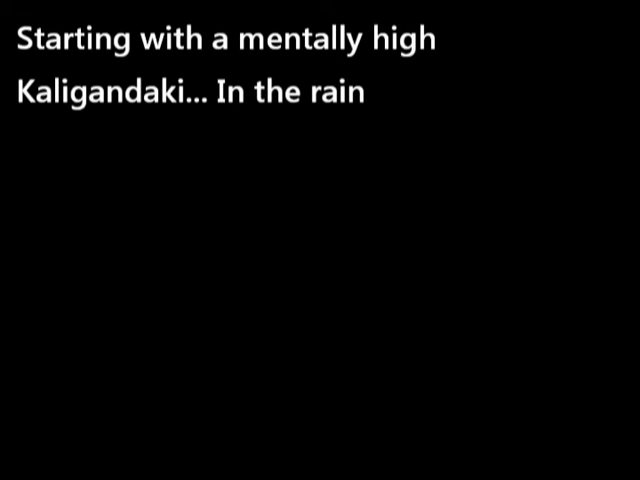 Starting with a mentally high
Kaligandaki... In the rain